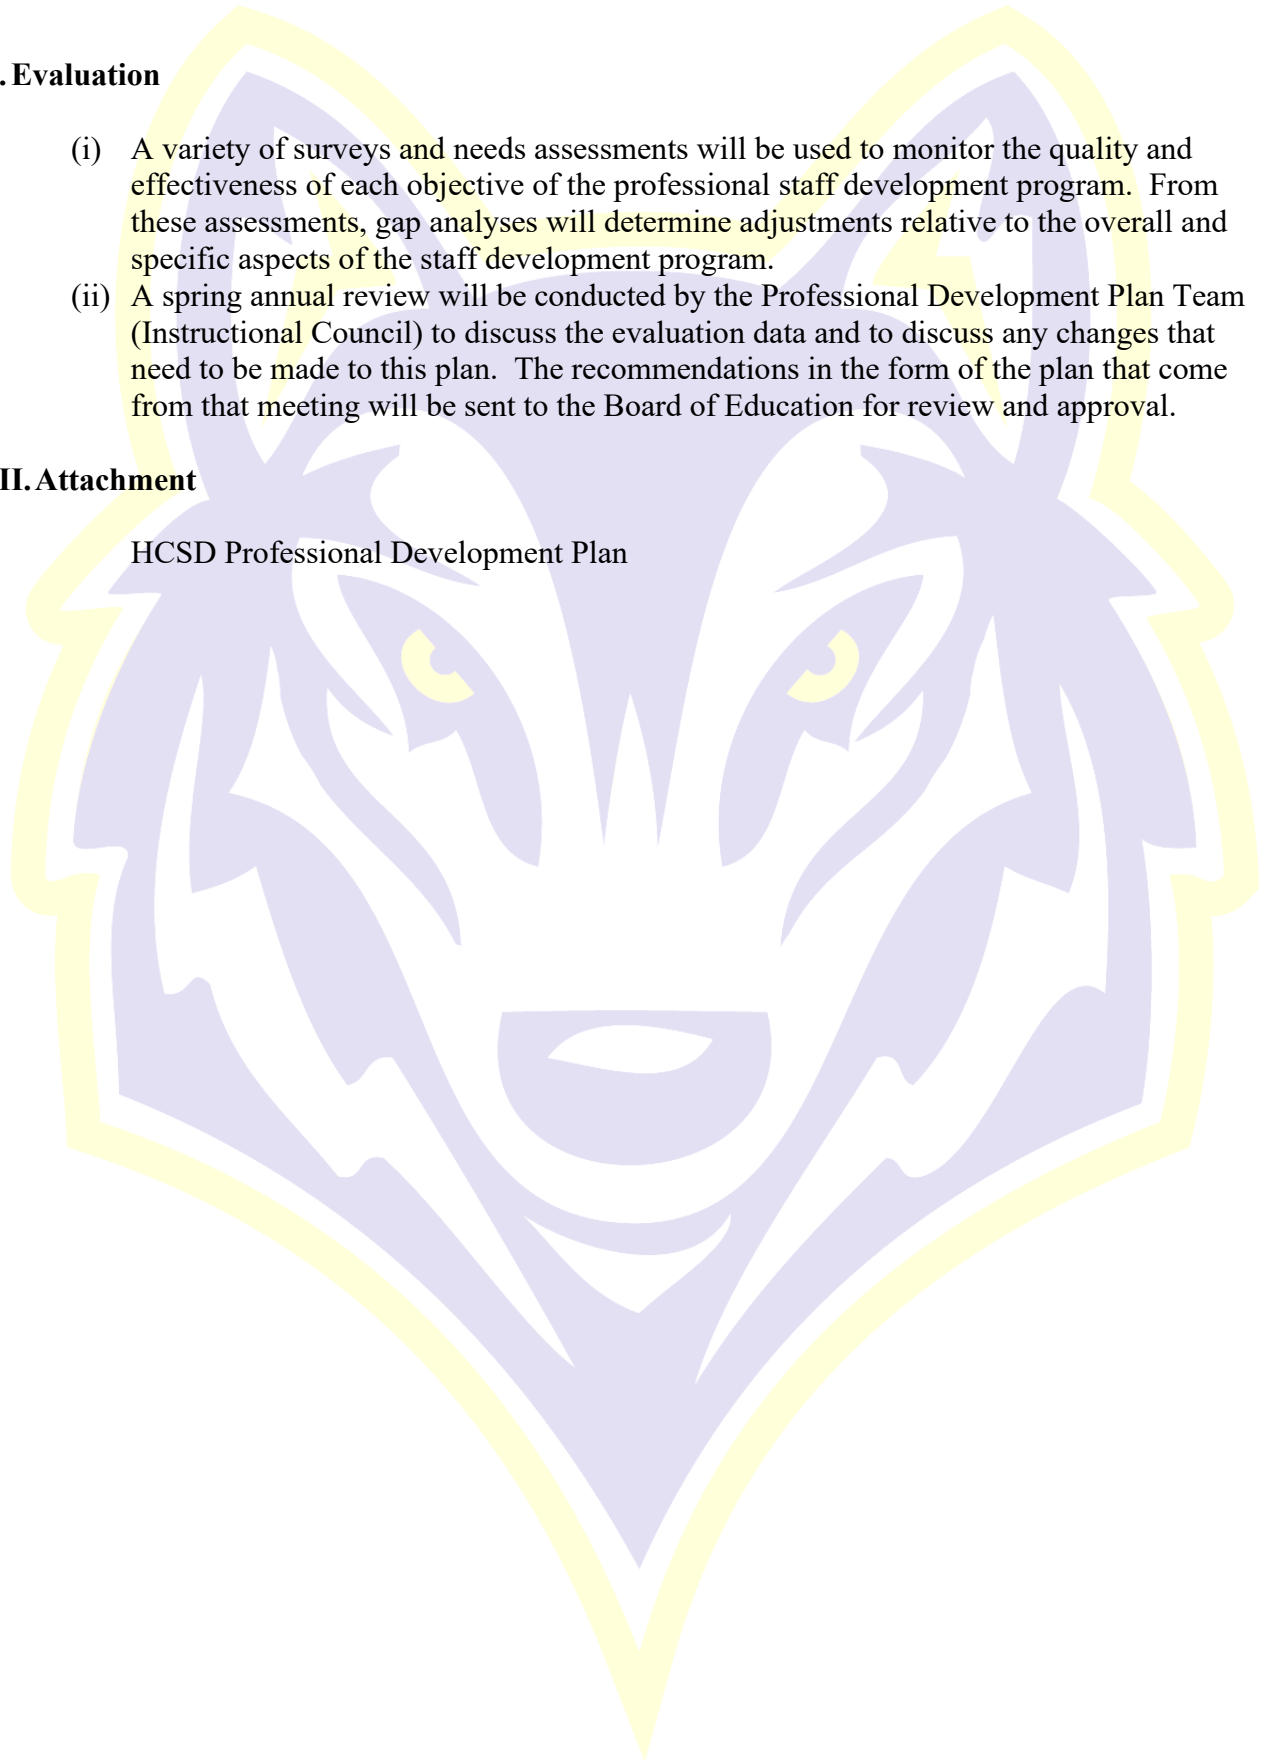 . Evaluation
(i) A variety of surveys and needs assessments will be used to monitor the quality and
effectiveness of each objective of the professional staff development program. From
these assessments, gap analyses will determine adjustments relative to the overall and
specific aspects of the staff development program.
(ii) A spring annual review will be conducted by the Professional Development Plan Team
(Instructional Council) to discuss the evaluation data and to discuss any changes that
need to be made to this plan. The recommendations in the form of the plan that come
from that meeting will be sent to the Board of Education for review and approval.
II. Attachment
HCSD Professional Development Plan